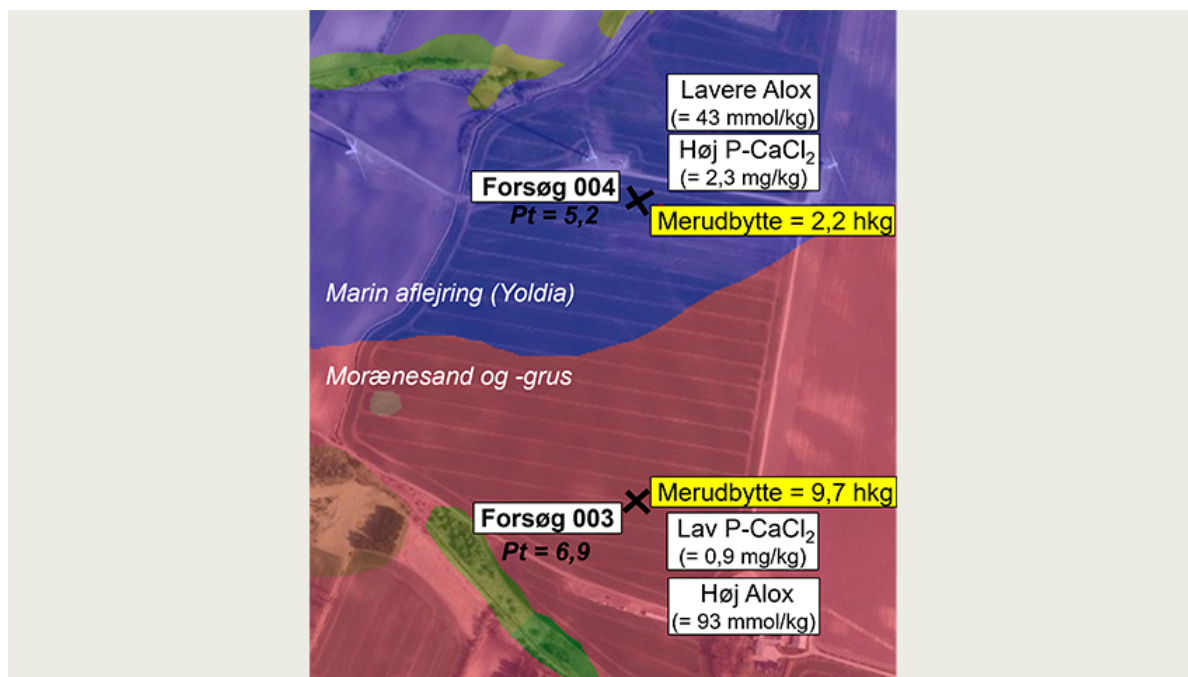 Lavere Alox
(= 43 mmol/kg)
Høj P-CaCl₂
(= 2,3 mg/kg)
Forsøg 004
Pt = 5,2
Merudbytte = 2,2 hkg
Marin aflejring (Yoldia)
Morænesand og -grus
Merudbytte = 9,7 hkg
Forsøg 003
Pt = 6,9
Lav P-CaCl₂
(= 0,9 mg/kg)
Høj Alox
(= 93 mmol/kg)